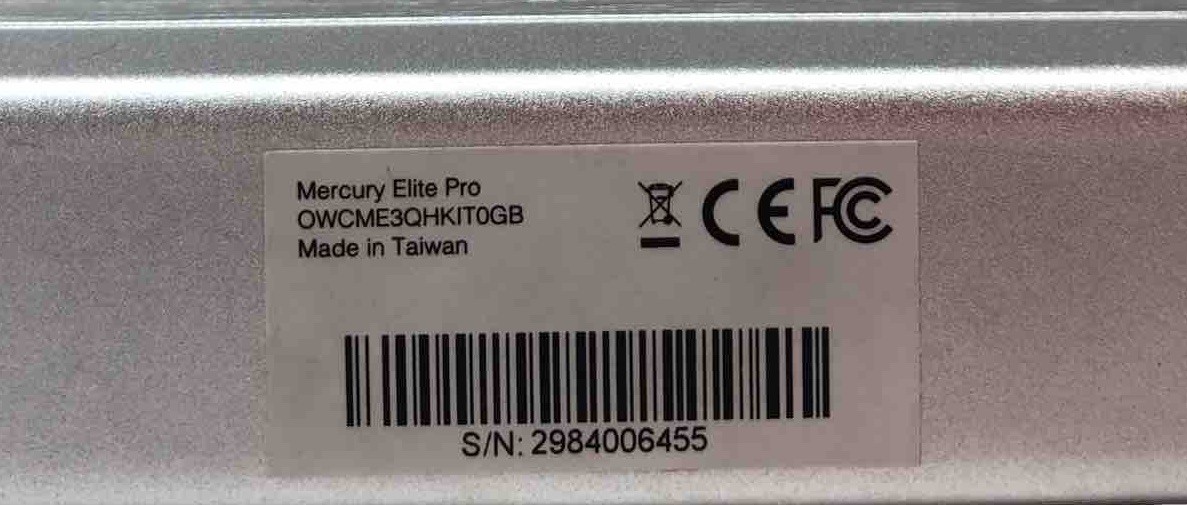 Mercury Elite Pro
OWCME3QHKIT0GB
Made in Taiwan
CE FC
S/N: 2984006455